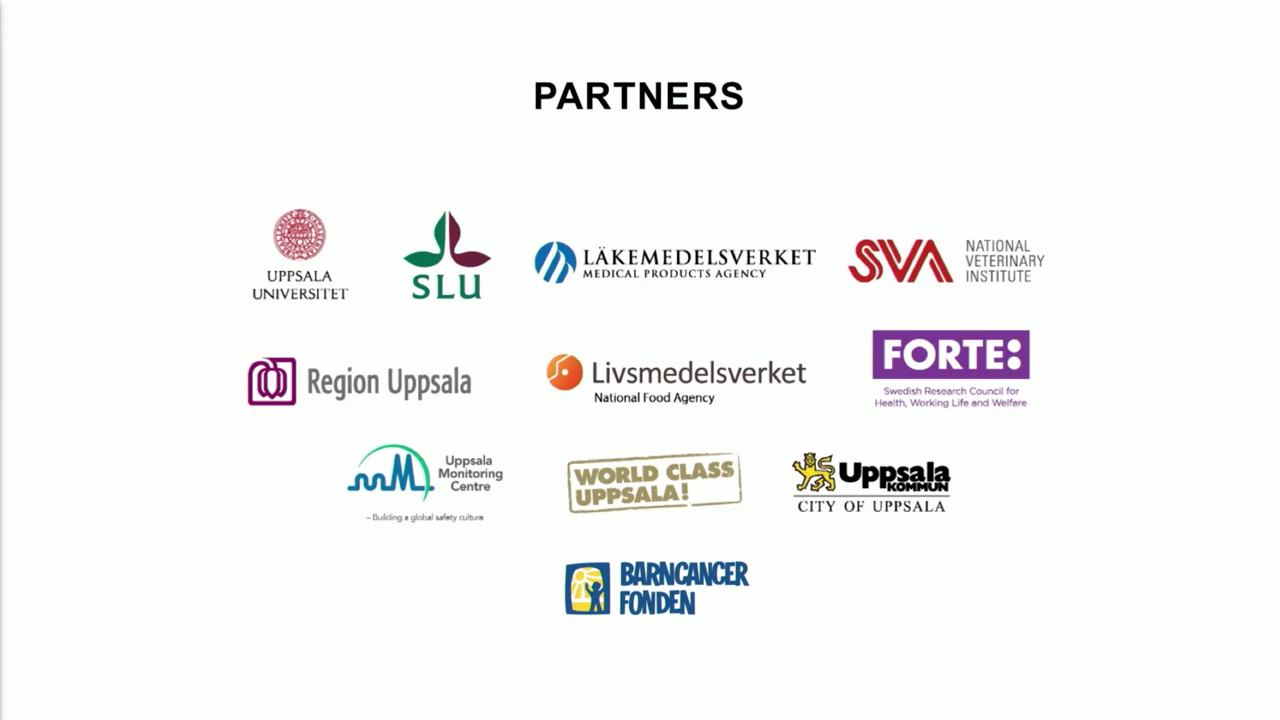 PARTNERS
UPPSALA
UNIVERSITET
SLU
LÄKEMEDELSVERKET
MEDICAL PRODUCTS AGENCY
SVA
NATIONAL
VETERINARY
INSTITUTE
Region Uppsala
Livsmedelsverket
National Food Agency
FORTE:
Swedish Research Council for
Health, Working Life and Welfare
Uppsala
Monitoring
Centre
– Building a global safety culture
WORLD CLASS
UPPSALA!
Uppsala
KOMMUN
CITY OF UPPSALA
BARNCANCER
FONDEN